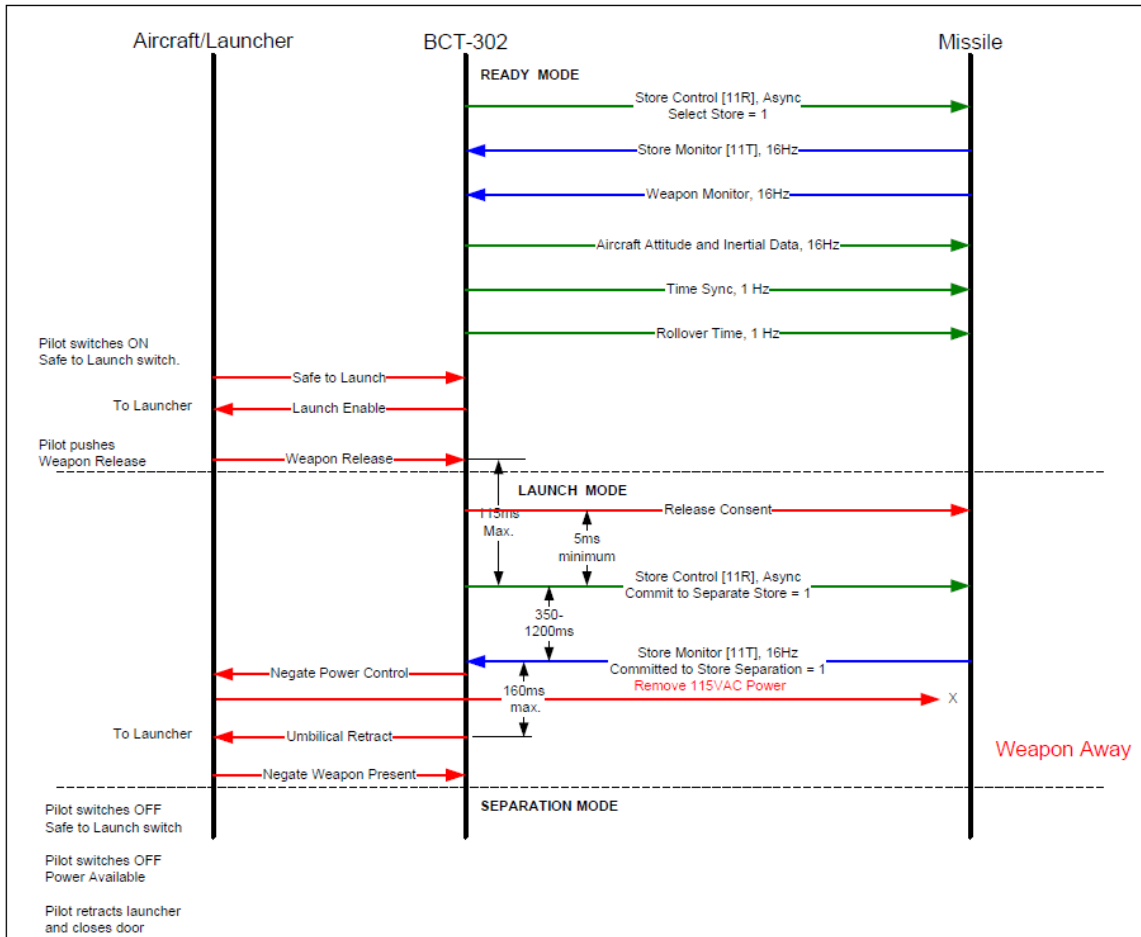 Aircraft/Launcher
BCT-302
Missile
READY MODE
Store Control [11R], Async
Select Store = 1
Store Monitor [11T], 16Hz
Weapon Monitor, 16Hz
Aircraft Attitude and Inertial Data, 16Hz
Time Sync, 1 Hz
Rollover Time, 1 Hz
Pilot switches ON
Safe to Launch switch.
Safe to Launch
To Launcher
Launch Enable
Pilot pushes
Weapon Release
Weapon Release
LAUNCH MODE
Release Consent
115ms
Max.
5ms
minimum
Store Control [11R], Async
Commit to Separate Store = 1
350-
1200ms
Store Monitor [11T], 16Hz
Committed to Store Separation = 1
Negate Power Control
Remove 115VAC Power
X
160ms
max.
To Launcher
Umbilical Retract
Weapon Away
Negate Weapon Present
SEPARATION MODE
Pilot switches OFF
Safe to Launch switch
Pilot switches OFF
Power Available
Pilot retracts launcher
and closes door